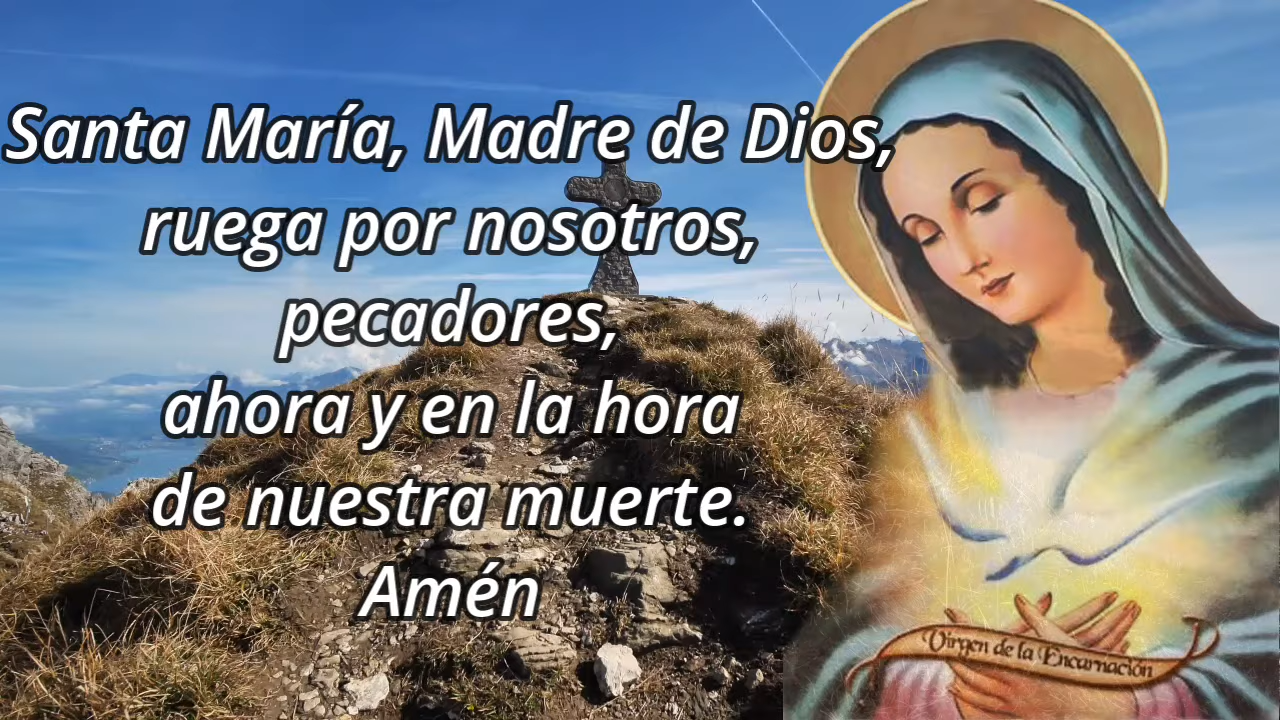 Santa María, Madre de Dios,
ruega por nosotros,
pecadores,
ahora y en la hora
de nuestra muerte.
Amén
Virgen de la Encarnación